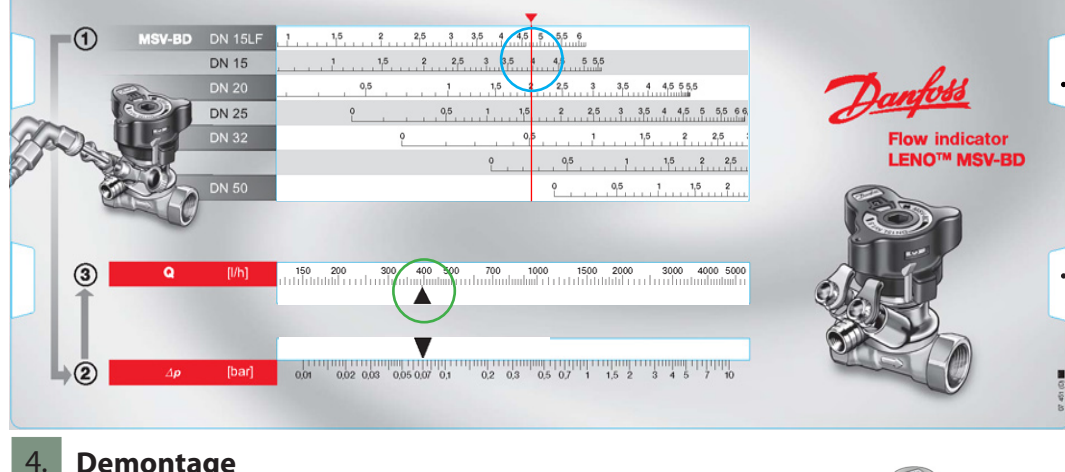 ① MSV-BD DN 15LF 1 1,5 2 2,5 3 3,5 4 4,5 5 5,5 6
DN 15 1 1,5 2 2,5 3 3,5 4 4,5 5 5,5
DN 20 0,5 1 1,5 2 2,5 3 3,5 4 4,5 5 5,5
DN 25 0 0,5 1 1,5 2 2,5 3 3,5 4 4,5 5 5,5 6
DN 32 0 0,5 1 1,5 2 2,5
0 0,5 1 1,5 2 2,5
DN 50 0 0,5 1 1,5 2
Danfoss
Flow indicator
LENO™ MSV-BD
③ Q [l/h] 150 200 300 400 500 700 1000 1500 2000 3000 4000 5000
② Δp [bar] 0,01 0,02 0,03 0,05 0,07 0,1 0,2 0,3 0,5 0,7 1 1,5 2 3 4 5 7 10
4. Demontage